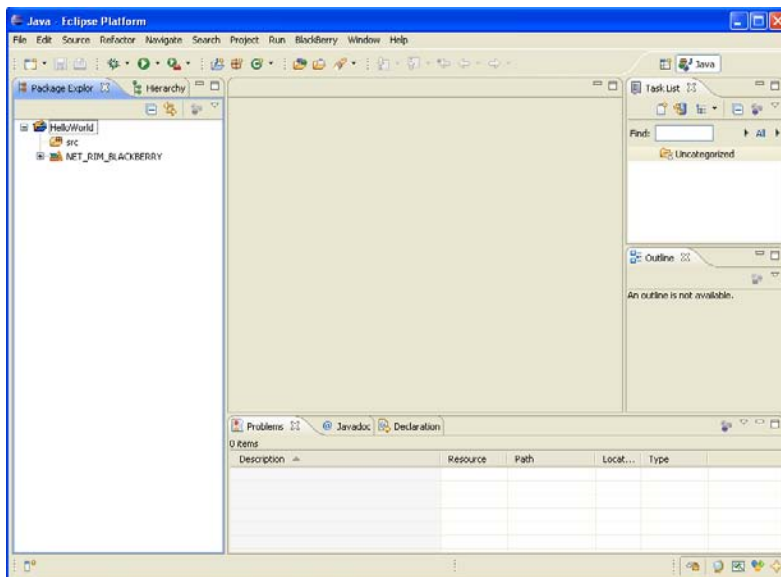 Java - Eclipse Platform
File Edit Source Refactor Navigate Search Project Run BlackBerry Window Help
Java
Package Explor
Hierarchy
HelloWorld
src
NET_RIM_BLACKBERRY
Task List
Find:
All
Uncategorized
Outline
An outline is not available.
Problems
@ Javadoc
Declaration
0 items
Description Resource Path Locat... Type